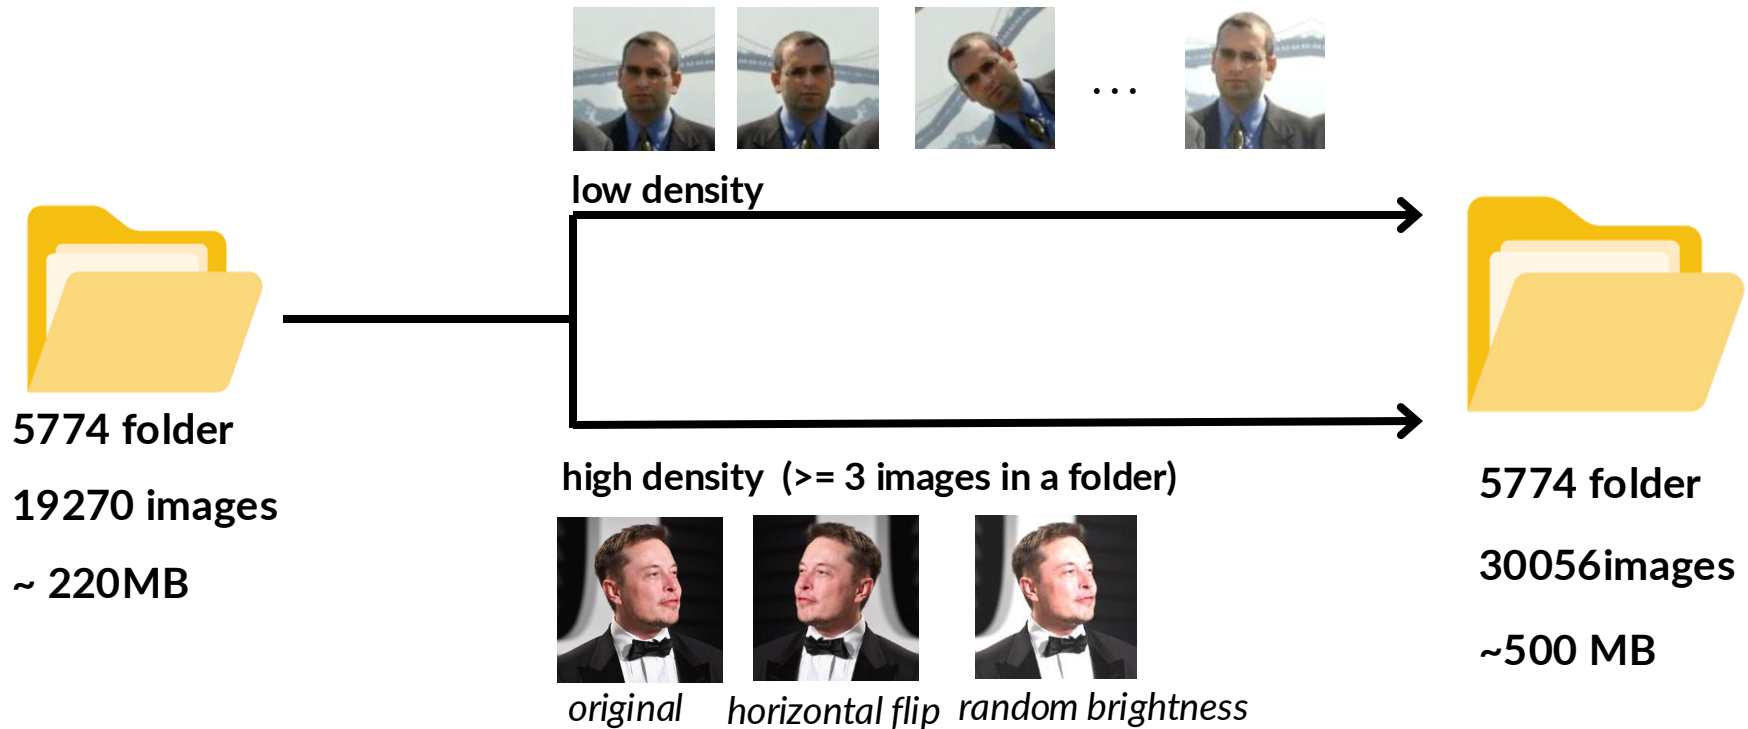 . . .
low density
5774 folder
19270 images
~ 220MB
high density (>= 3 images in a folder)
original
horizontal flip
random brightness
5774 folder
30056images
~500 MB